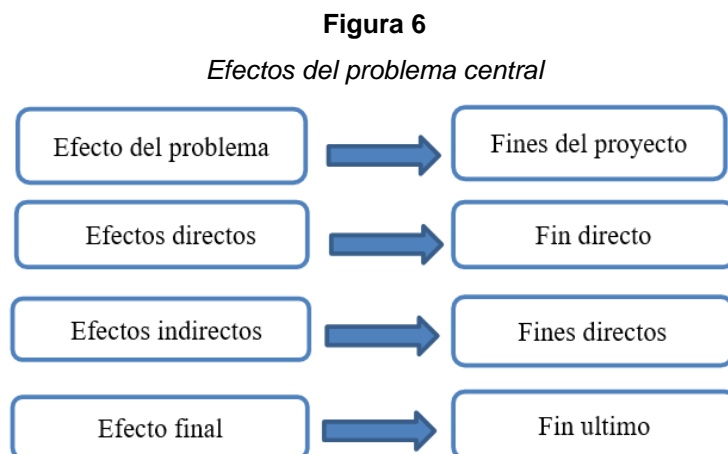 Figura 6
Efectos del problema central
Efecto del problema
Fines del proyecto
Efectos directos
Fin directo
Efectos indirectos
Fines directos
Efecto final
Fin ultimo